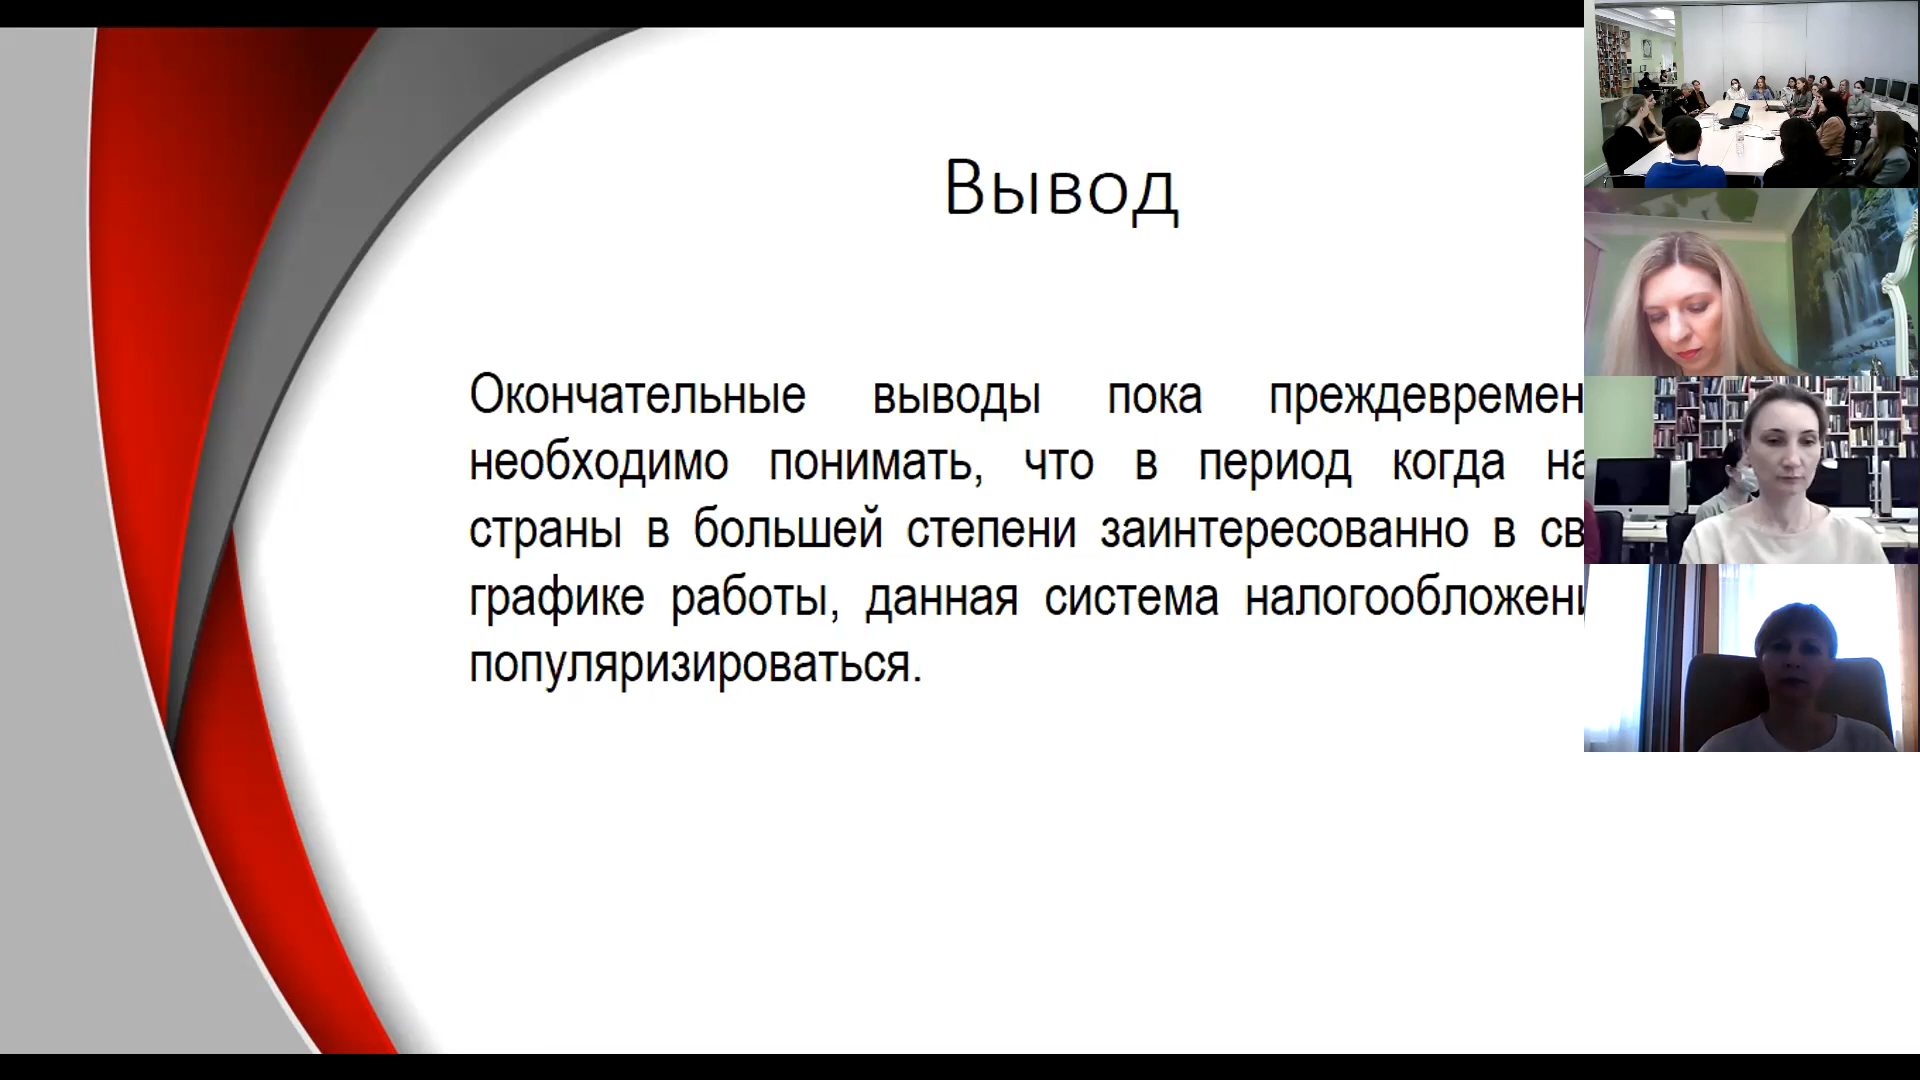 Вывод
Окончательные выводы пока преждевремен
необходимо понимать, что в период когда на
страны в большей степени заинтересованно в св
графике работы, данная система налогообложени
популяризироваться.